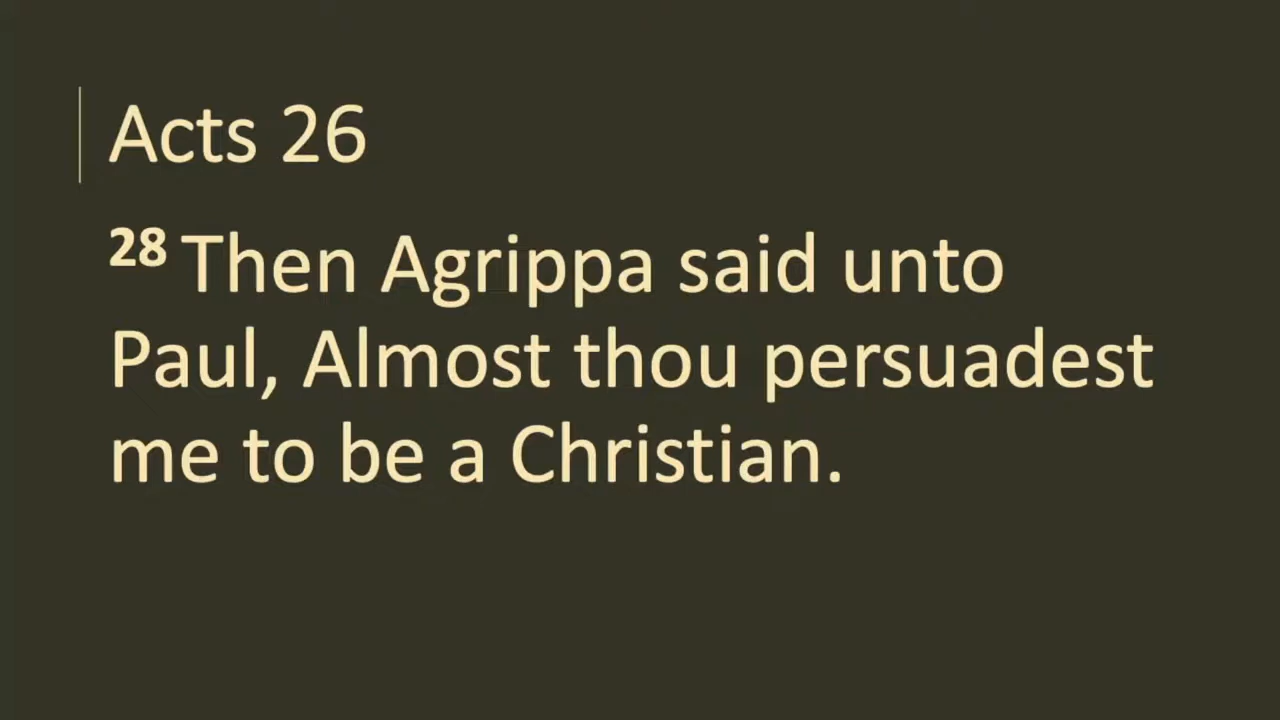 Acts 26
28 Then Agrippa said unto
Paul, Almost thou persuadest
me to be a Christian.